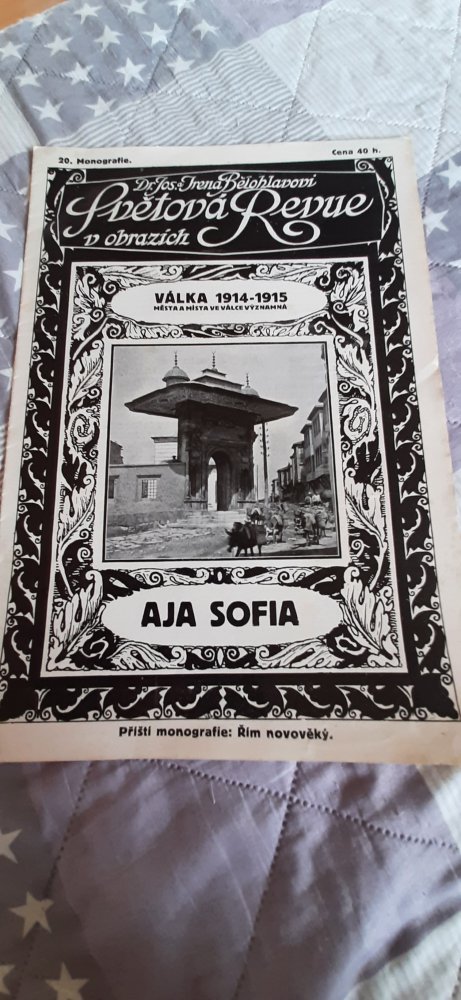 20. Monografie.
Cena 40 h.
Dr. Jos. a Irena Bělohlavovi
Světová Revue
v obrazích
VÁLKA 1914-1915
MĚSTA A MÍSTA VE VÁLCE VÝZNAMNÁ
AJA SOFIA
Příští monografie: Řím novověký.